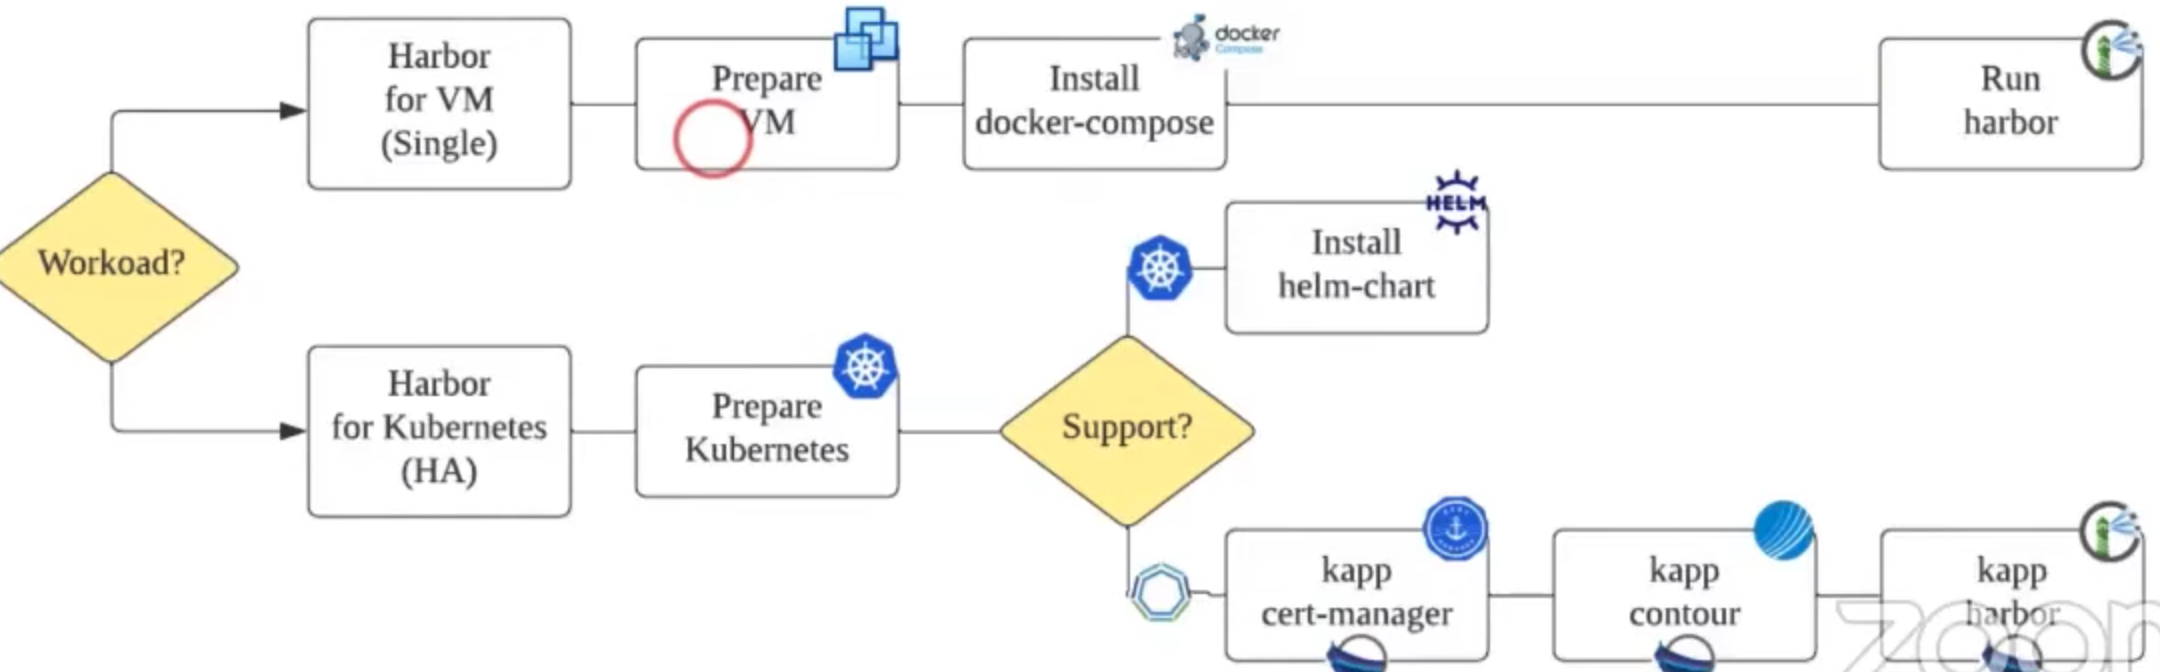 Harbor
for VM
(Single)
Prepare
VM
Install
docker-compose
docker
Compose
Run
harbor
Workoad?
HELM
Install
helm-chart
Harbor
for Kubernetes
(HA)
Prepare
Kubernetes
Support?
kapp
cert-manager
kapp
contour
kapp
harbor
zoom